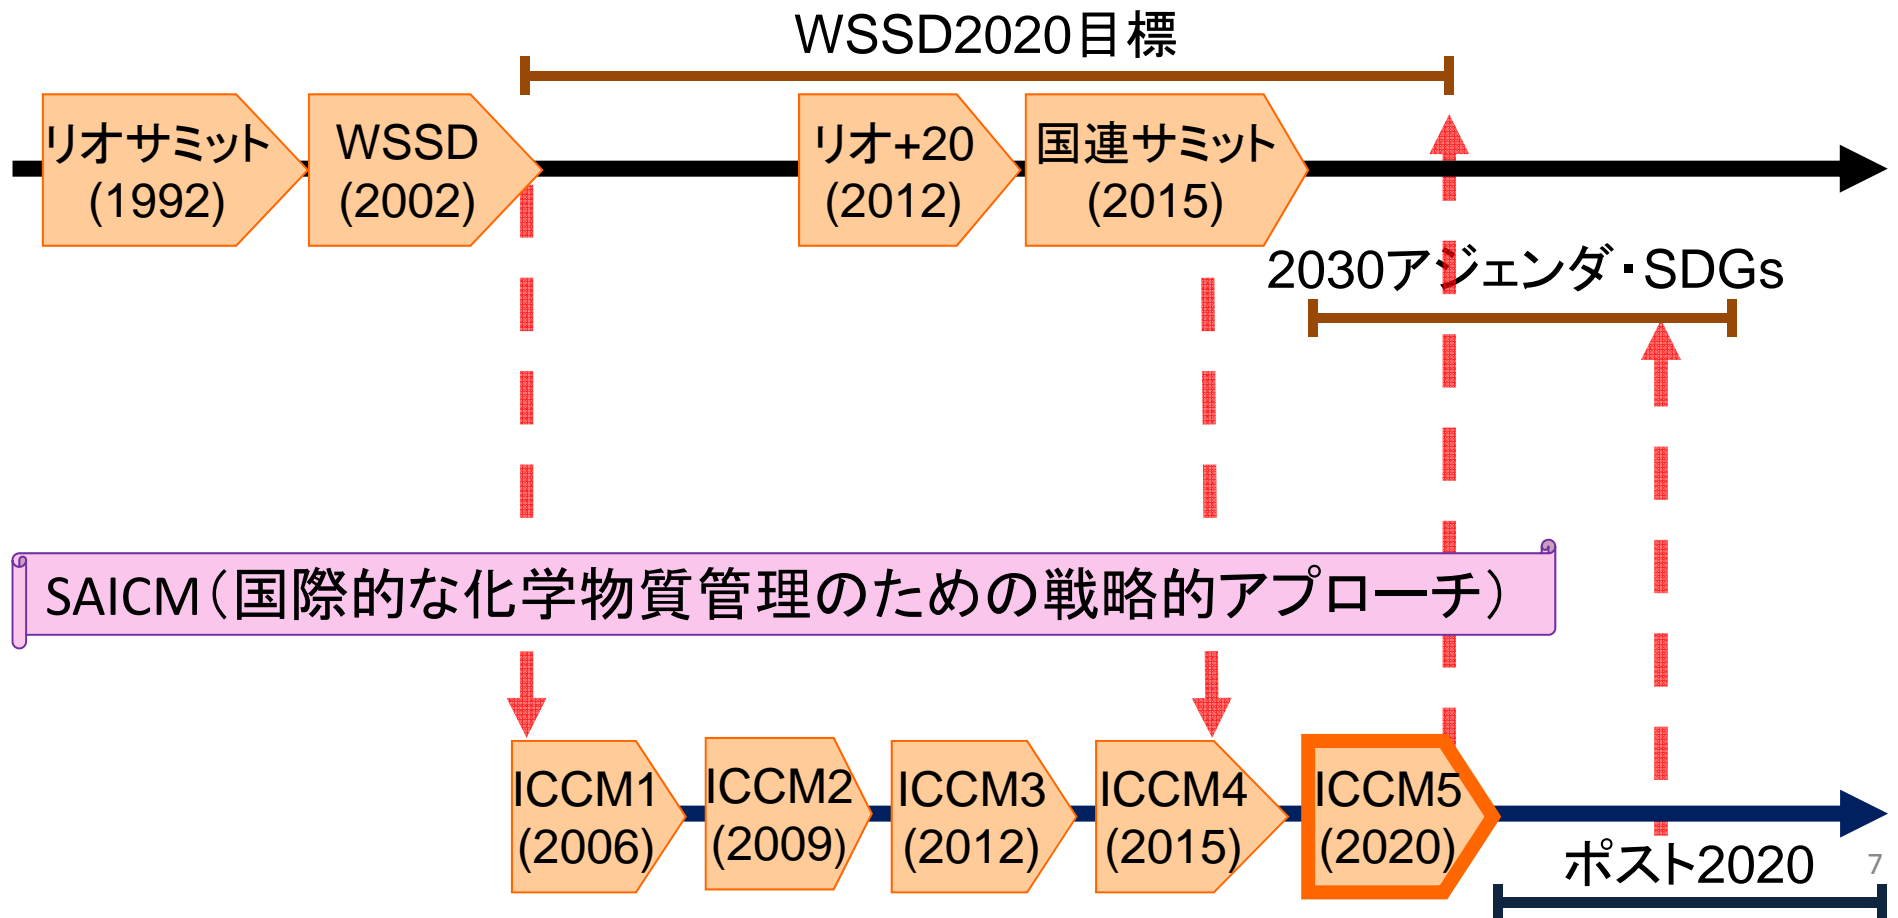 WSSD2020目標
リオサミット
(1992)
WSSD
(2002)
リオ+20
(2012)
国連サミット
(2015)
2030アジェンダ・SDGs
SAICM（国際的な化学物質管理のための戦略的アプローチ）
ICCM1
(2006)
ICCM2
(2009)
ICCM3
(2012)
ICCM4
(2015)
ICCM5
(2020)
ポスト2020
7